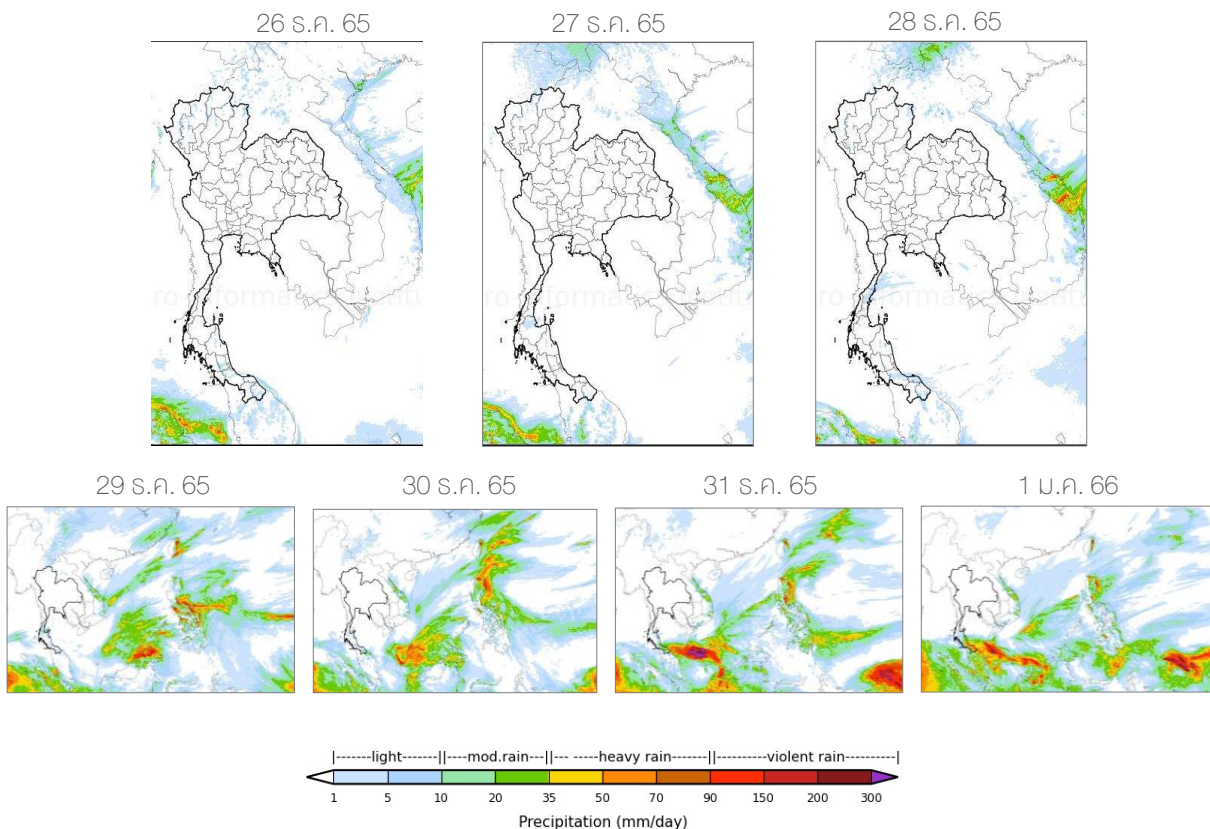 26 ธ.ค. 65
27 ธ.ค. 65
28 ธ.ค. 65
29 ธ.ค. 65
30 ธ.ค. 65
31 ธ.ค. 65
1 ม.ค. 66
|-------light-------||----mod.rain----||--- -----heavy rain-------||----------violent rain----------|
1 5 10 20 35 50 70 90 150 200 300
Precipitation (mm/day)